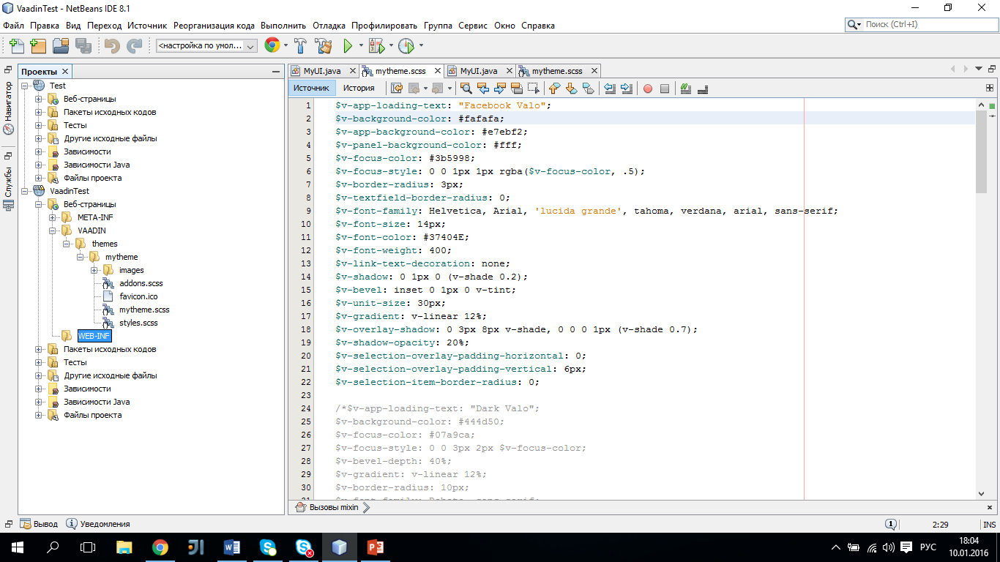 VaadinTest - NetBeans IDE 8.1
Файл Правка Вид Переход Источник Реорганизация кода Выполнить Отладка Профилировать Группа Сервис Окно Справка
Поиск (Ctrl+I)
<настройка по умол...
Проекты
MyUI.java mytheme.scss MyUI.java mytheme.scss
Источник История
Навигатор
Службы
Test
Веб-страницы
Пакеты исходных кодов
Тесты
Другие исходные файлы
Зависимости
Зависимости Java
Файлы проекта
VaadinTest
Веб-страницы
META-INF
VAADIN
themes
mytheme
images
addons.scss
favicon.ico
mytheme.scss
styles.scss
WEB-INF
Пакеты исходных кодов
Тесты
Другие исходные файлы
Зависимости
Зависимости Java
Файлы проекта
1 $v-app-loading-text: "Facebook Valo";
2 $v-background-color: #fafafa;
3 $v-app-background-color: #e7ebf2;
4 $v-panel-background-color: #fff;
5 $v-focus-color: #3b5998;
6 $v-focus-style: 0 0 1px 1px rgba($v-focus-color, .5);
7 $v-border-radius: 3px;
8 $v-textfield-border-radius: 0;
9 $v-font-family: Helvetica, Arial, 'lucida grande', tahoma, verdana, arial, sans-serif;
10 $v-font-size: 14px;
11 $v-font-color: #37404E;
12 $v-font-weight: 400;
13 $v-link-text-decoration: none;
14 $v-shadow: 0 1px 0 (v-shade 0.2);
15 $v-bevel: inset 0 1px 0 v-tint;
16 $v-unit-size: 30px;
17 $v-gradient: v-linear 12%;
18 $v-overlay-shadow: 0 3px 8px v-shade, 0 0 0 1px (v-shade 0.7);
19 $v-shadow-opacity: 20%;
20 $v-selection-overlay-padding-horizontal: 0;
21 $v-selection-overlay-padding-vertical: 6px;
22 $v-selection-item-border-radius: 0;
23
24 /*$v-app-loading-text: "Dark Valo";
25 $v-background-color: #444d50;
26 $v-focus-color: #07a9ca;
27 $v-focus-style: 0 0 3px 2px $v-focus-color;
28 $v-bevel-depth: 40%;
29 $v-gradient: v-linear 12%;
30 $v-border-radius: 10px;
Вызовы mixin
Вывод Уведомления
1 2:29 INS
РУС
18:04
10.01.2016